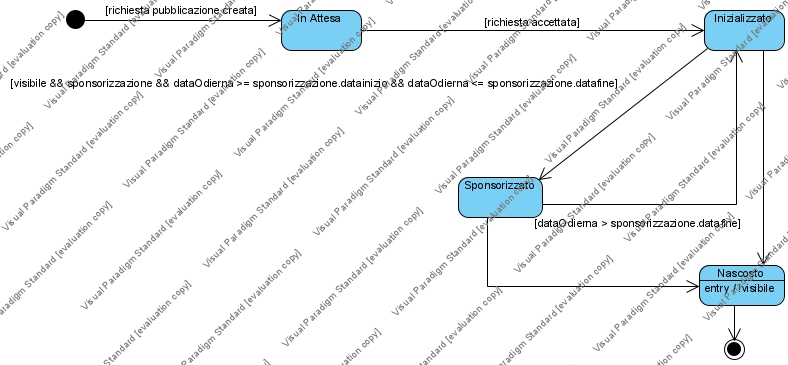 [richiesta pubblicazione creata]
In Attesa
[richiesta accettata]
Inizializzato
[visibile && sponsorizzazione && dataOdierna >= sponsorizzazione.datainizio && dataOdierna <= sponsorizzazione.datafine]
Sponsorizzato
[dataOdierna > sponsorizzazione.datafine]
Nascosto
entry / !visibile
Visual Paradigm Standard [evaluation copy]